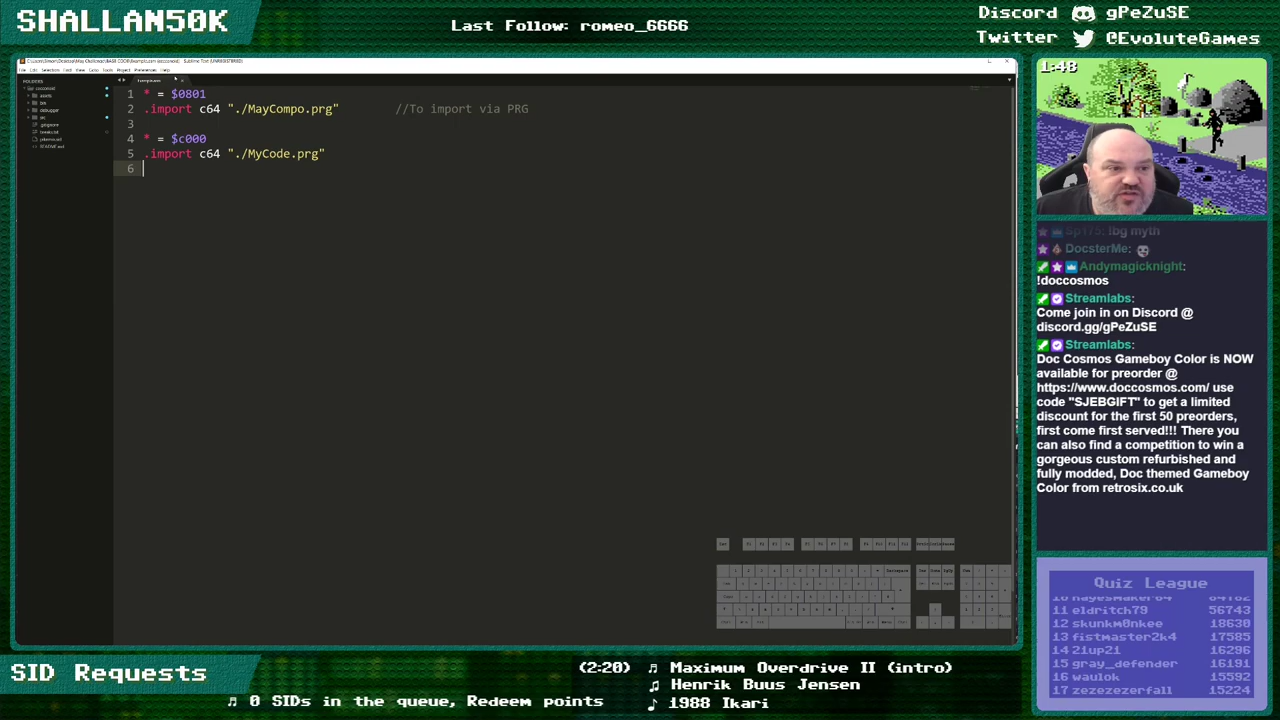 SHALLAN50K
Last Follow: romeo_6666
Discord gPeZuSE
Twitter @EvoluteGames
1:48
1 * = $0801
2 .import c64 "./MayCompo.prg" //To import via PRG
3
4 * = $c000
5 .import c64 "./MyCode.prg"
6
Sp175: !bg myth
DocsterMe:
Andymagicknight:
!doccosmos
Streamlabs:
Come join in on Discord @
discord.gg/gPeZuSE
Streamlabs:
Doc Cosmos Gameboy Color is NOW
available for preorder @
https://www.doccosmos.com/ use
code "SJEBGIFT" to get a limited
discount for the first 50 preorders,
first come first served!!! There you
can also find a competition to win a
gorgeous custom refurbished and
fully modded, Doc themed Gameboy
Color from retrosix.co.uk
Quiz League
11 eldritch79 56743
12 skunkm0nkee 18630
13 fistmaster2k4 17585
14 21up21 16296
15 gray_defender 16191
16 waulok 15592
17 zezezezerfall 15224
SID Requests
(2:20) Maximum Overdrive II (intro)
Henrik Buus Jensen
0 SIDs in the queue, Redeem points
1988 Ikari